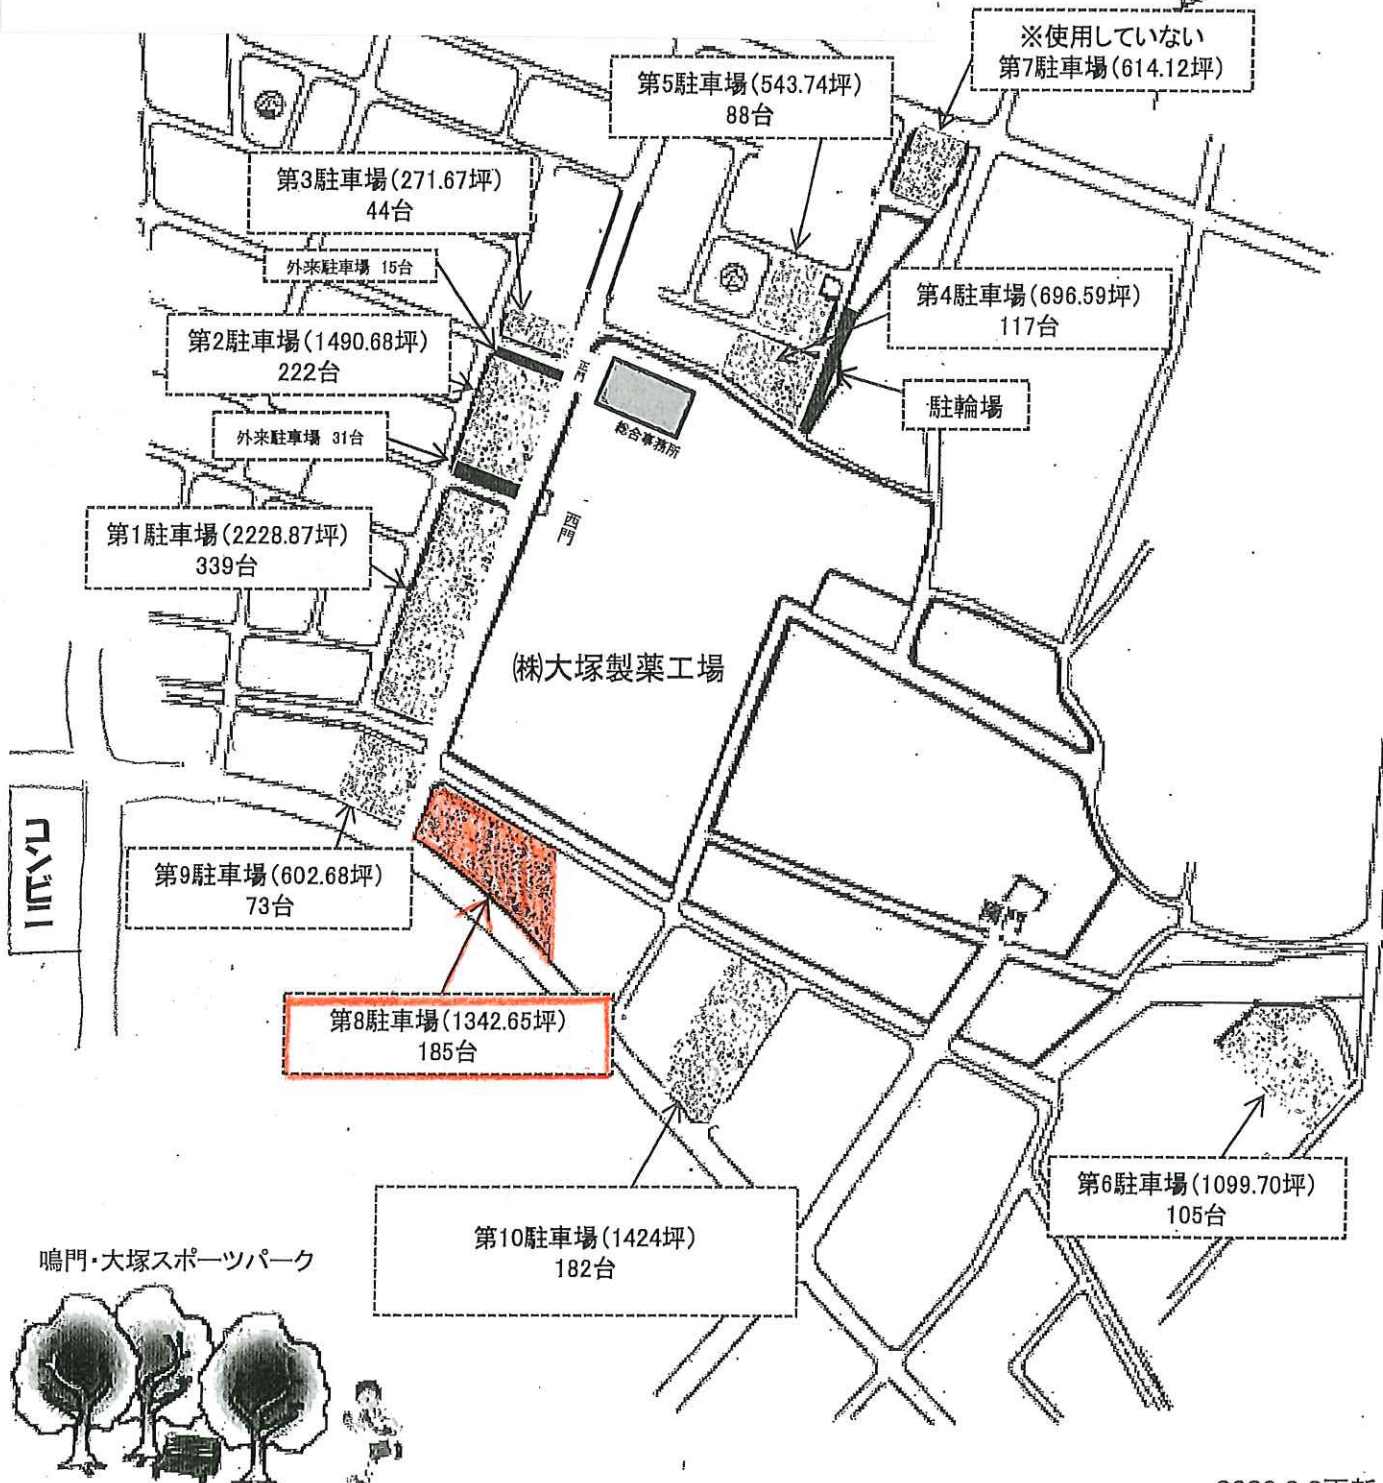 ※使用していない
第7駐車場(614.12坪)
第5駐車場(543.74坪)
88台
第3駐車場(271.67坪)
44台
外来駐車場 15台
第4駐車場(696.59坪)
117台
第2駐車場(1490.68坪)
222台
駐輪場
正門
総合事務所
外来駐車場 31台
西門
第1駐車場(2228.87坪)
339台
㈱大塚製薬工場
コンビニ
第9駐車場(602.68坪)
73台
第8駐車場(1342.65坪)
185台
第6駐車場(1099.70坪)
105台
第10駐車場(1424坪)
182台
鳴門・大塚スポーツパーク